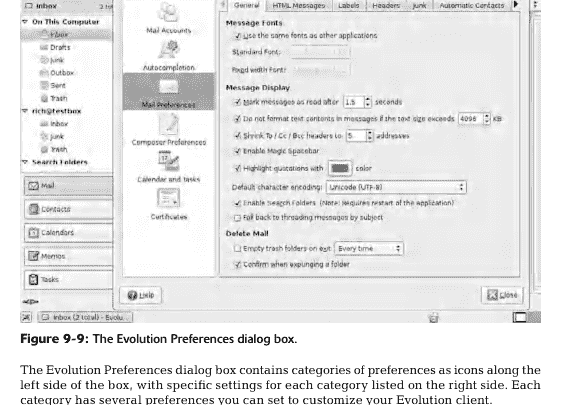 Inbox
General HTML Messages Labels Headers Junk Automatic Contacts
On This Computer
Inbox
Drafts
Junk
Outbox
Sent
Trash
rich@testbox
Inbox
Junk
Trash
Search Folders
Mail
Contacts
Calendars
Memos
Tasks
Mail Accounts
Autocompletion
Mail Preferences
Composer Preferences
Calendar and Tasks
Certificates
Message Fonts
Use the same fonts as other applications
Standard Font:
Fixed width Font:
Message Display
Mark messages as read after 1.5 seconds
Do not format text contents in messages if the text size exceeds 4096 KB
Shrink To / Cc / Bcc headers to 5 addresses
Enable Magic Spacebar
Highlight quotations with color
Default character encoding: Unicode (UTF-8)
Enable Search Folders (Note: Requires restart of the application)
Fall back to threading messages by subject
Delete Mail
Empty trash folders on exit Every time
Confirm when expunging a folder
Help
Close
Inbox (2 total) - Evolu...
Figure 9-9: The Evolution Preferences dialog box.
The Evolution Preferences dialog box contains categories of preferences as icons along the
left side of the box, with specific settings for each category listed on the right side. Each
category has several preferences you can set to customize your Evolution client.